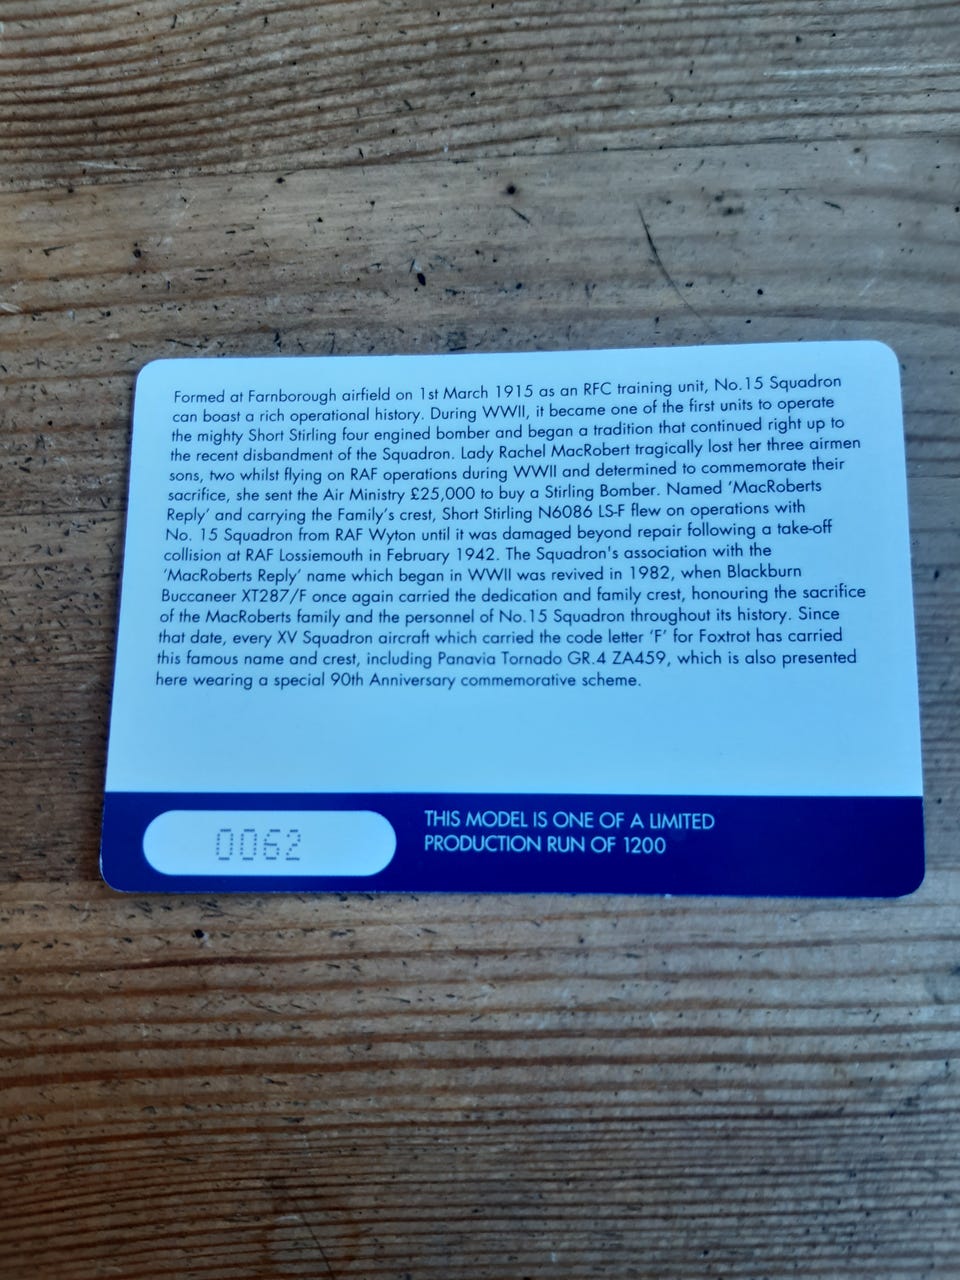 Formed at Farnborough airfield on 1st March 1915 as an RFC training unit, No.15 Squadron
can boast a rich operational history. During WWII, it became one of the first units to operate
the mighty Short Stirling four engined bomber and began a tradition that continued right up to
the recent disbandment of the Squadron. Lady Rachel MacRobert tragically lost her three airmen
sons, two whilst flying on RAF operations during WWII and determined to commemorate their
sacrifice, she sent the Air Ministry £25,000 to buy a Stirling Bomber. Named 'MacRoberts
Reply' and carrying the Family's crest, Short Stirling N6086 LS-F flew on operations with
No. 15 Squadron from RAF Wyton until it was damaged beyond repair following a take-off
collision at RAF Lossiemouth in February 1942. The Squadron's association with the
'MacRoberts Reply' name which began in WWII was revived in 1982, when Blackburn
Buccaneer XT287/F once again carried the dedication and family crest, honouring the sacrifice
of the MacRoberts family and the personnel of No.15 Squadron throughout its history. Since
that date, every XV Squadron aircraft which carried the code letter 'F' for Foxtrot has carried
this famous name and crest, including Panavia Tornado GR.4 ZA459, which is also presented
here wearing a special 90th Anniversary commemorative scheme.
0062
THIS MODEL IS ONE OF A LIMITED
PRODUCTION RUN OF 1200